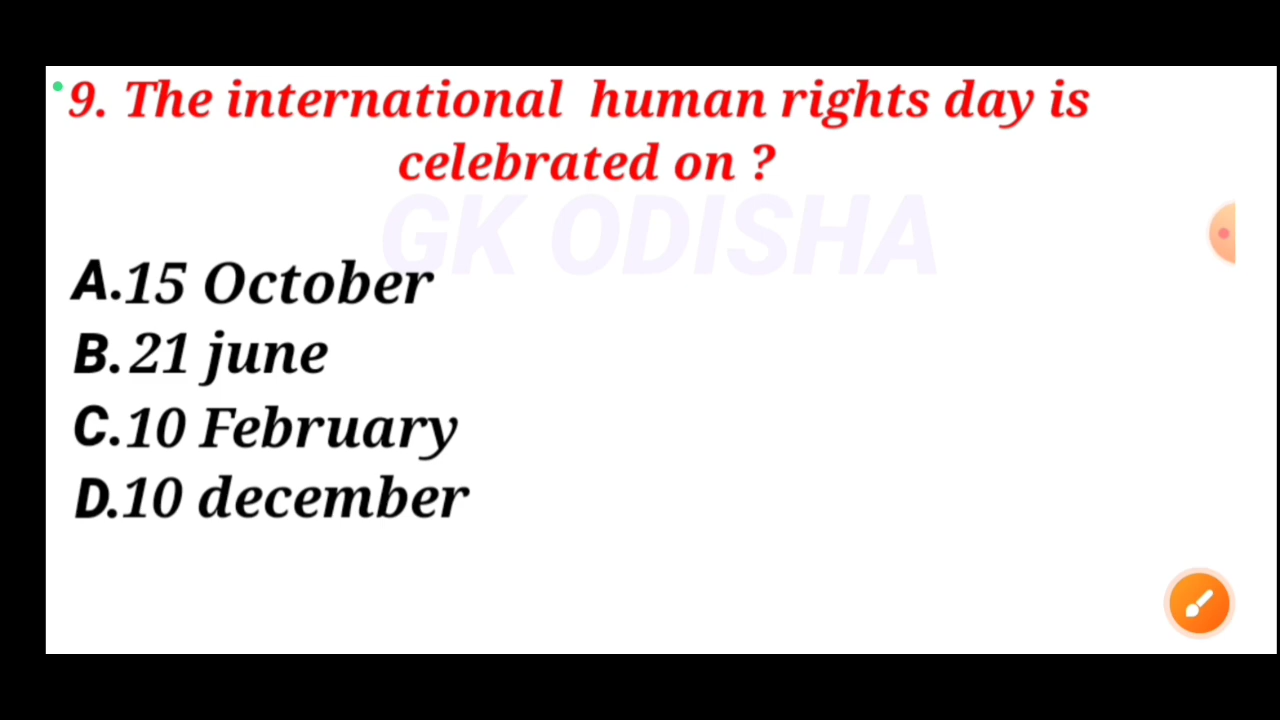 9. The international human rights day is
celebrated on ?
GK ODISHA
A.15 October
B.21 june
C.10 February
D.10 december